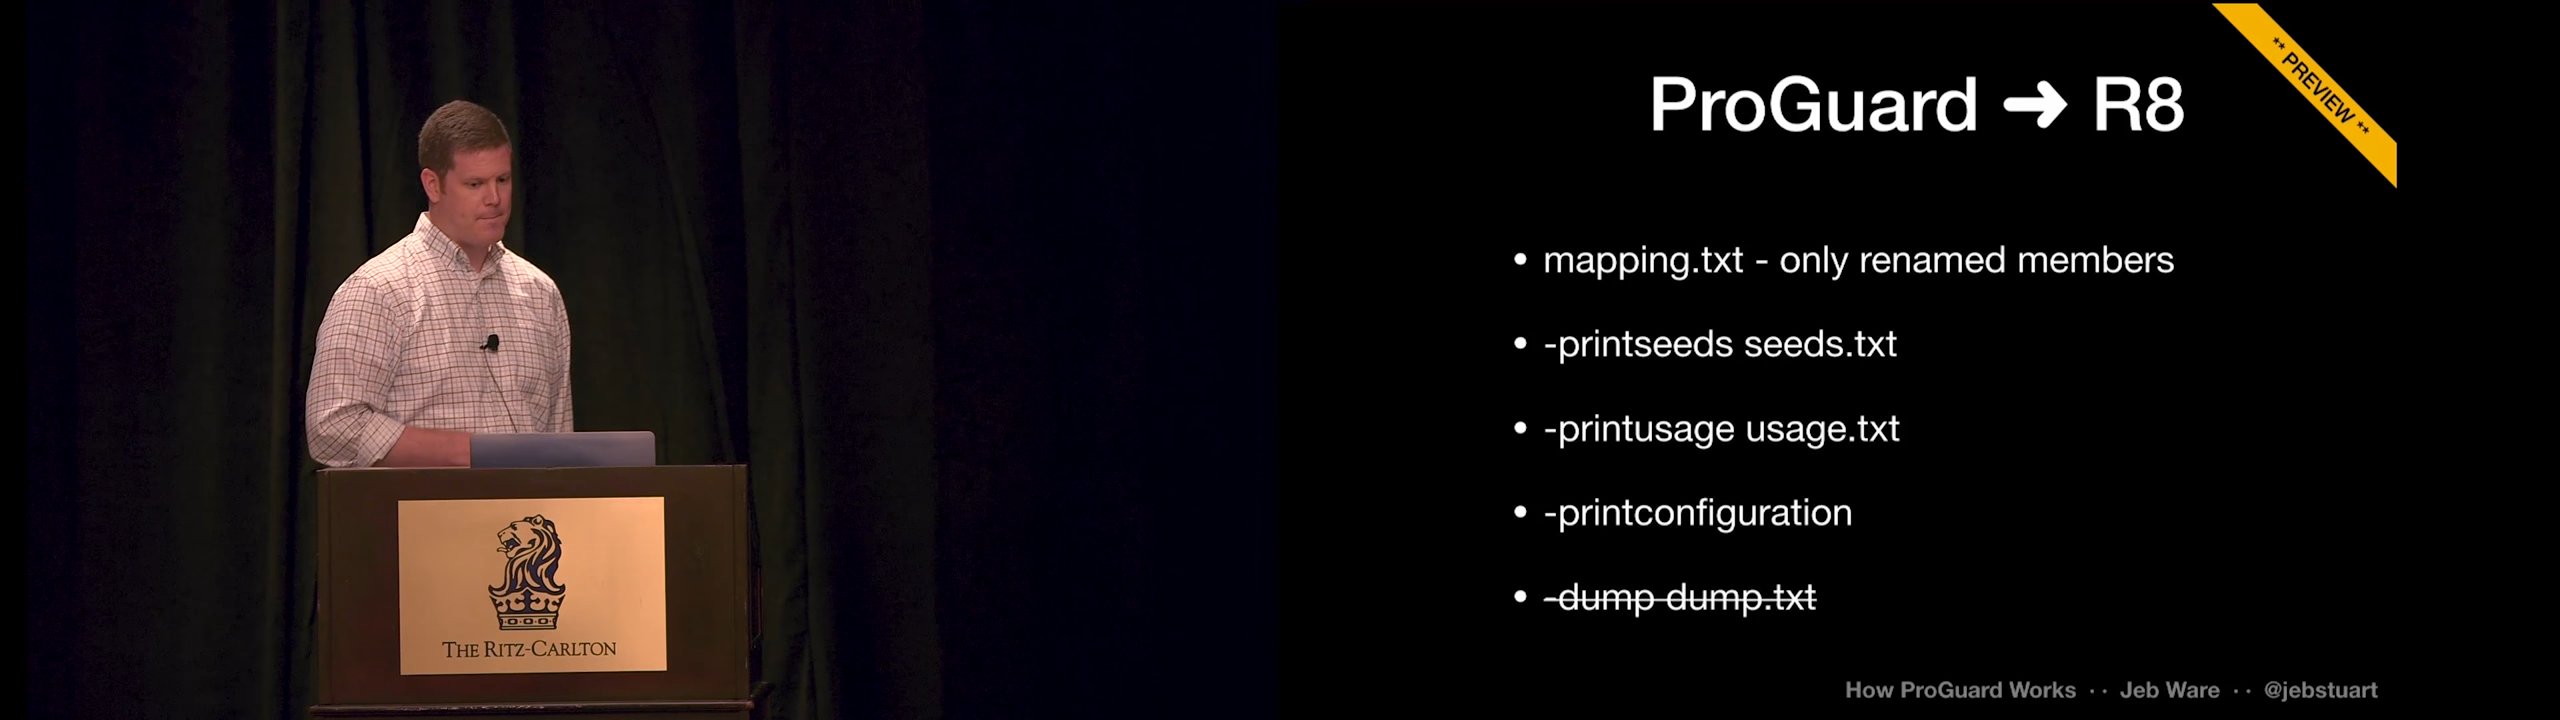 THE RITZ-CARLTON
ProGuard ➜ R8
** PREVIEW **
• mapping.txt - only renamed members
• -printseeds seeds.txt
• -printusage usage.txt
• -printconfiguration
• -dump dump.txt
How ProGuard Works ·· Jeb Ware ·· @jebstuart